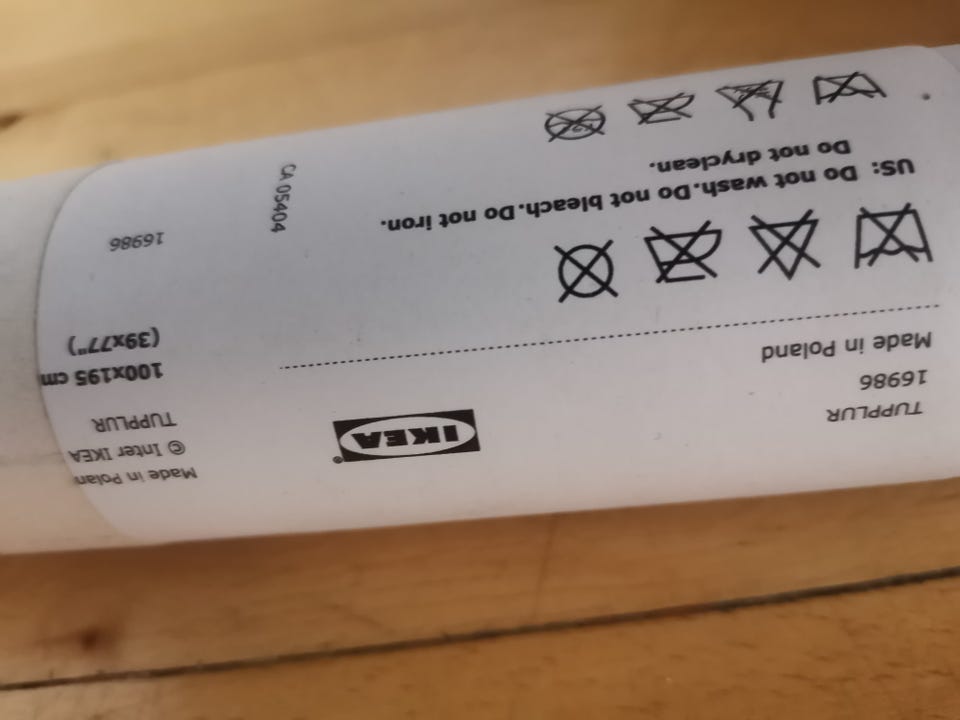 Made in Polan
© Inter IKEA
TUPPLUR
100x195 cm
(39x77")
16986
CA 05404
IKEA®
TUPPLUR
16986
Made in Poland
US: Do not wash. Do not bleach. Do not iron.
Do not dryclean.